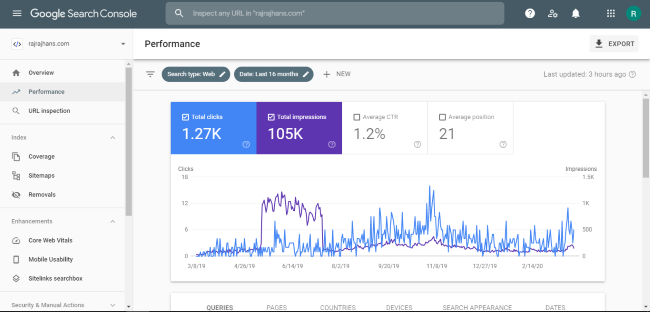 Google Search Console
Inspect any URL in "rajrajhans.com"
R
rajrajhans.com
Performance
EXPORT
Overview
Performance
URL inspection
Index
Coverage
Sitemaps
Removals
Enhancements
Core Web Vitals
Mobile Usability
Sitelinks searchbox
Security & Manual Actions
Search type: Web
Date: Last 16 months
+ NEW
Last updated: 3 hours ago
Total clicks
1.27K
Total impressions
105K
Average CTR
1.2%
Average position
21
Clicks
Impressions
18
12
6
0
1.5K
1K
500
0
3/8/19 4/26/19 6/14/19 8/2/19 9/20/19 11/8/19 12/27/19 2/14/20
QUERIES PAGES COUNTRIES DEVICES SEARCH APPEARANCE DATES